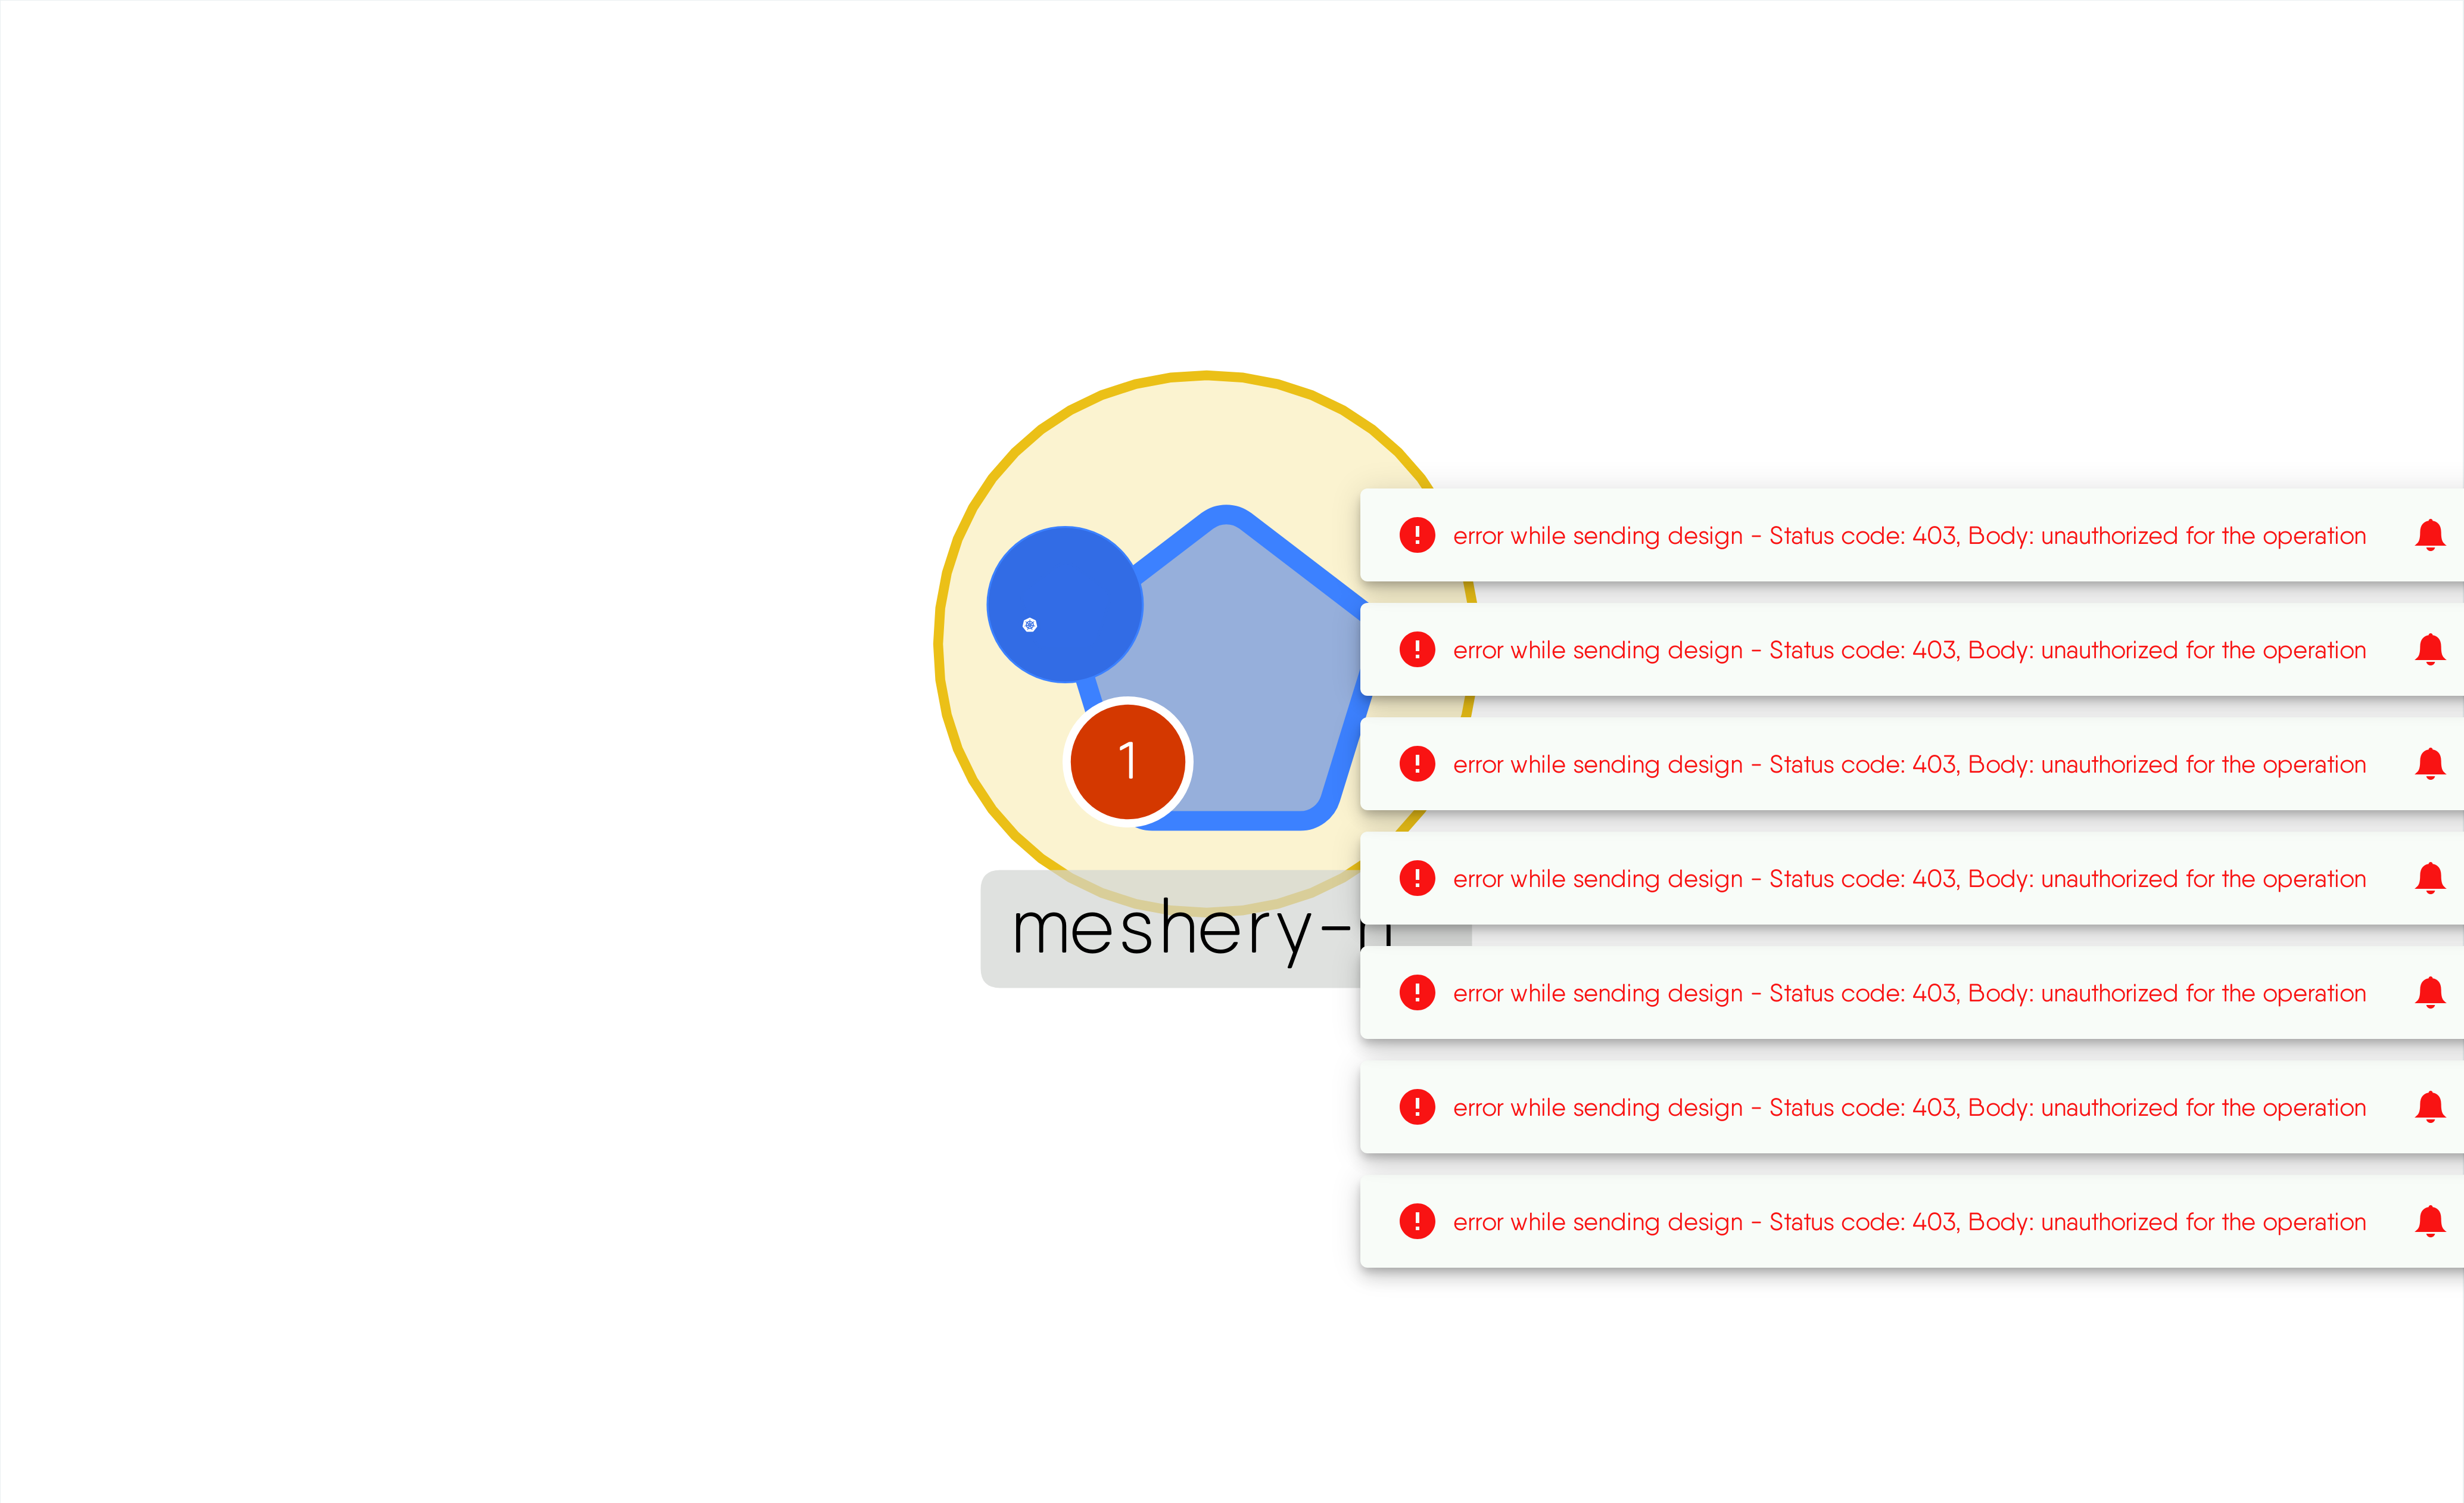 error while sending design - Status code: 403, Body: unauthorized for the operation
error while sending design - Status code: 403, Body: unauthorized for the operation
1
error while sending design - Status code: 403, Body: unauthorized for the operation
error while sending design - Status code: 403, Body: unauthorized for the operation
meshery-
error while sending design - Status code: 403, Body: unauthorized for the operation
error while sending design - Status code: 403, Body: unauthorized for the operation
error while sending design - Status code: 403, Body: unauthorized for the operation